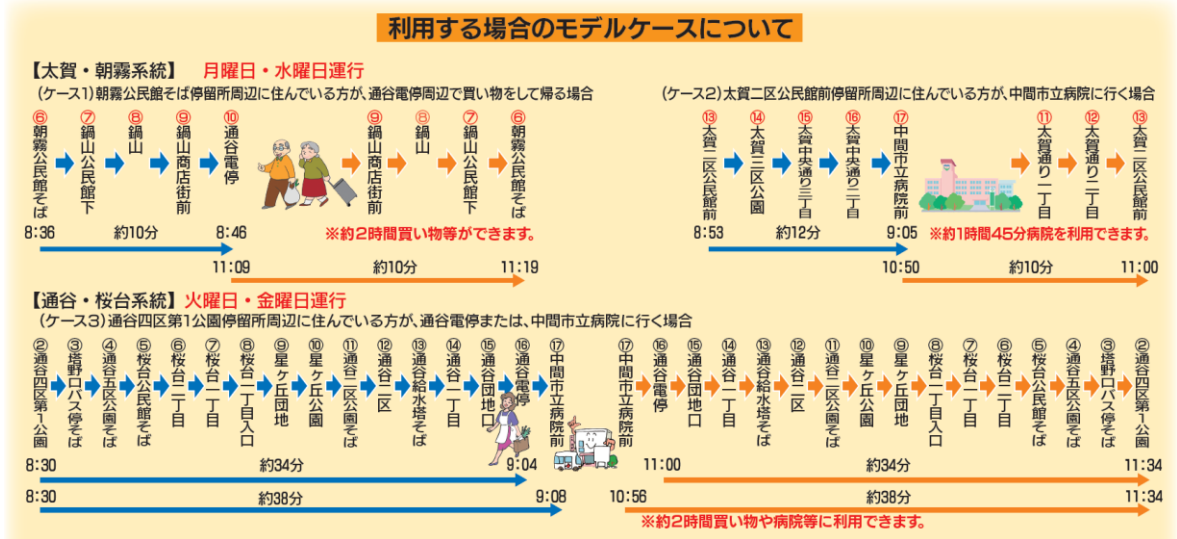 利用する場合のモデルケースについて
【太賀・朝霧系統】 月曜日・水曜日運行
(ケース1)朝霧公民館そば停留所周辺に住んでいる方が、通谷電停周辺で買い物をして帰る場合
⑥朝霧公民館そば
⑦鍋山公民館下
⑧鍋山
⑨鍋山商店街前
⑩通谷電停
⑨鍋山商店街前
⑧鍋山
⑦鍋山公民館下
⑥朝霧公民館そば
8:36 約10分 8:46
※約2時間買い物等ができます。
11:09 約10分 11:19
(ケース2)太賀二区公民館前停留所周辺に住んでいる方が、中間市立病院に行く場合
⑬太賀二区公民館前
⑭太賀三区公園
⑮太賀中央通り三丁目
⑯太賀中央通り二丁目
⑰中間市立病院前
⑪太賀通り一丁目
⑫太賀通り二丁目
⑬太賀二区公民館前
8:53 約12分 9:05
※約1時間45分病院を利用できます。
10:50 約10分 11:00
【通谷・桜台系統】火曜日・金曜日運行
(ケース3)通谷四区第1公園停留所周辺に住んでいる方が、通谷電停または、中間市立病院に行く場合
②通谷四区第1公園
③塔野口バス停そば
④通谷五区公園そば
⑤桜台公民館そば
⑥桜台二丁目
⑦桜台一丁目
⑧桜台一丁目入口
⑨星ヶ丘団地
⑩星ヶ丘公園
⑪通谷二区公園そば
⑫通谷二区
⑬通谷給水塔そば
⑭通谷一丁目
⑮通谷団地口
⑯通谷電停
⑰中間市立病院前
⑰中間市立病院前
⑯通谷電停
⑮通谷団地口
⑭通谷一丁目
⑬通谷給水塔そば
⑫通谷二区
⑪通谷二区公園そば
⑩星ヶ丘公園
⑨星ヶ丘団地
⑧桜台一丁目入口
⑦桜台一丁目
⑥桜台二丁目
⑤桜台公民館そば
④通谷五区公園そば
③塔野口バス停そば
②通谷四区第1公園
8:30 約34分 9:04
11:00 約34分 11:34
8:30 約38分 9:08
10:56 約38分 11:34
※約2時間買い物や病院等に利用できます。